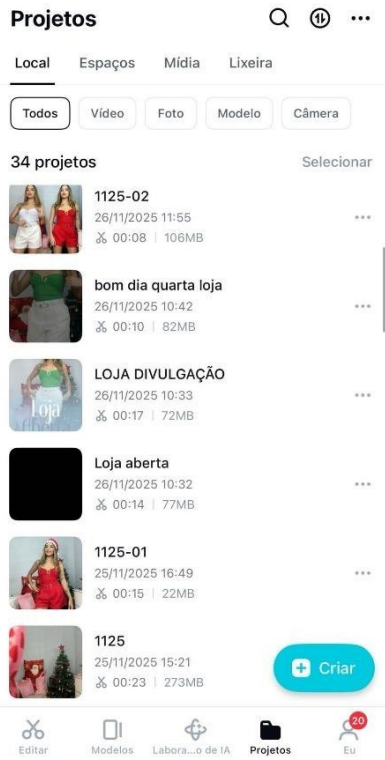 Projetos
Local Espaços Mídia Lixeira
Todos Vídeo Foto Modelo Câmera
34 projetos Selecionar
1125-02
26/11/2025 11:55
00:08 | 106MB
bom dia quarta loja
26/11/2025 10:42
00:10 | 82MB
LOJA DIVULGAÇÃO
26/11/2025 10:33
00:17 | 72MB
Loja
aberta
Loja aberta
26/11/2025 10:32
00:14 | 77MB
1125-01
25/11/2025 16:49
00:15 | 22MB
1125
25/11/2025 15:21
00:23 | 273MB
Criar
20
Editar Modelos Labora...o de IA Projetos Eu